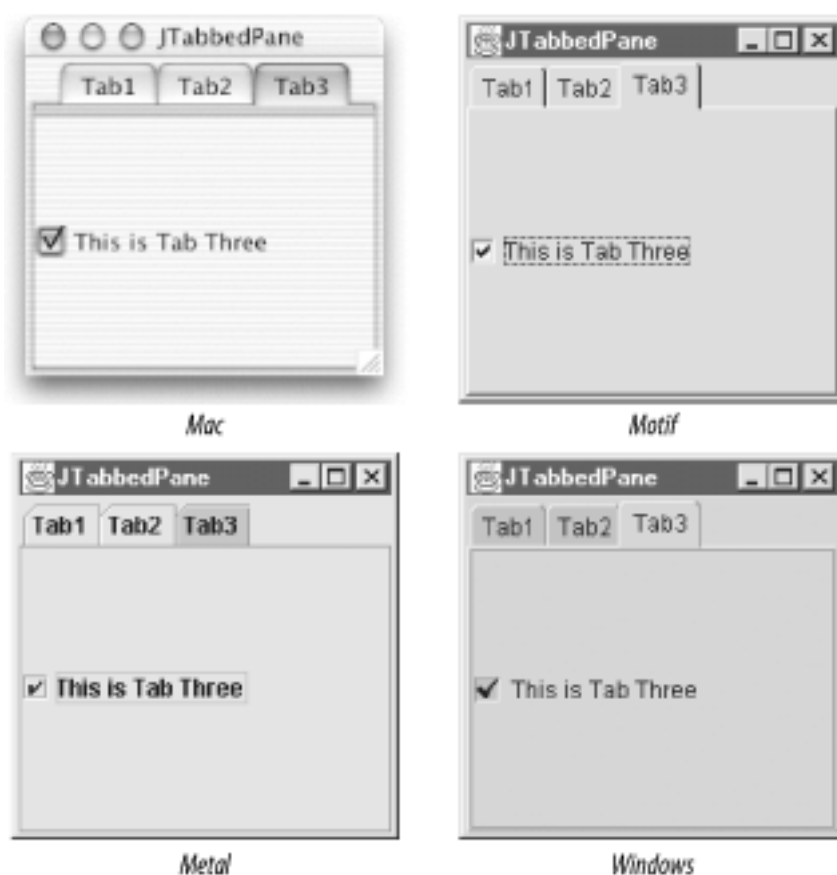 JTabbedPane
Tab1 Tab2 Tab3
This is Tab Three
Mac
JTabbedPane
Tab1 Tab2 Tab3
This is Tab Three
Motif
JTabbedPane
Tab1 Tab2 Tab3
This is Tab Three
Metal
JTabbedPane
Tab1 Tab2 Tab3
This is Tab Three
Windows